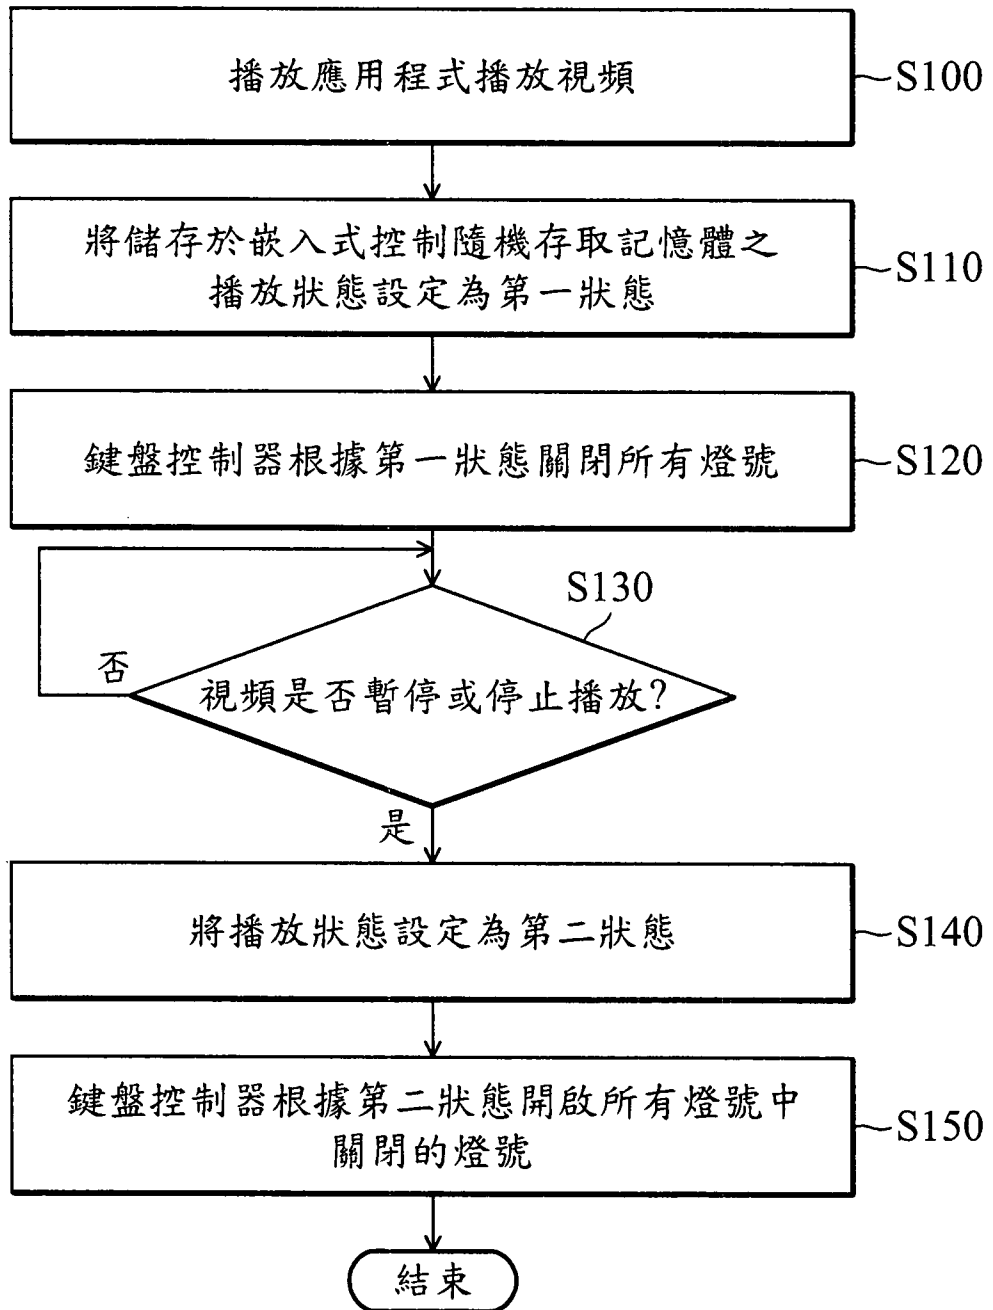 播放應用程式播放視頻
S100
將儲存於嵌入式控制隨機存取記憶體之
播放狀態設定為第一狀態
S110
鍵盤控制器根據第一狀態關閉所有燈號
S120
S130
否
視頻是否暫停或停止播放?
是
將播放狀態設定為第二狀態
S140
鍵盤控制器根據第二狀態開啟所有燈號中
關閉的燈號
S150
結束